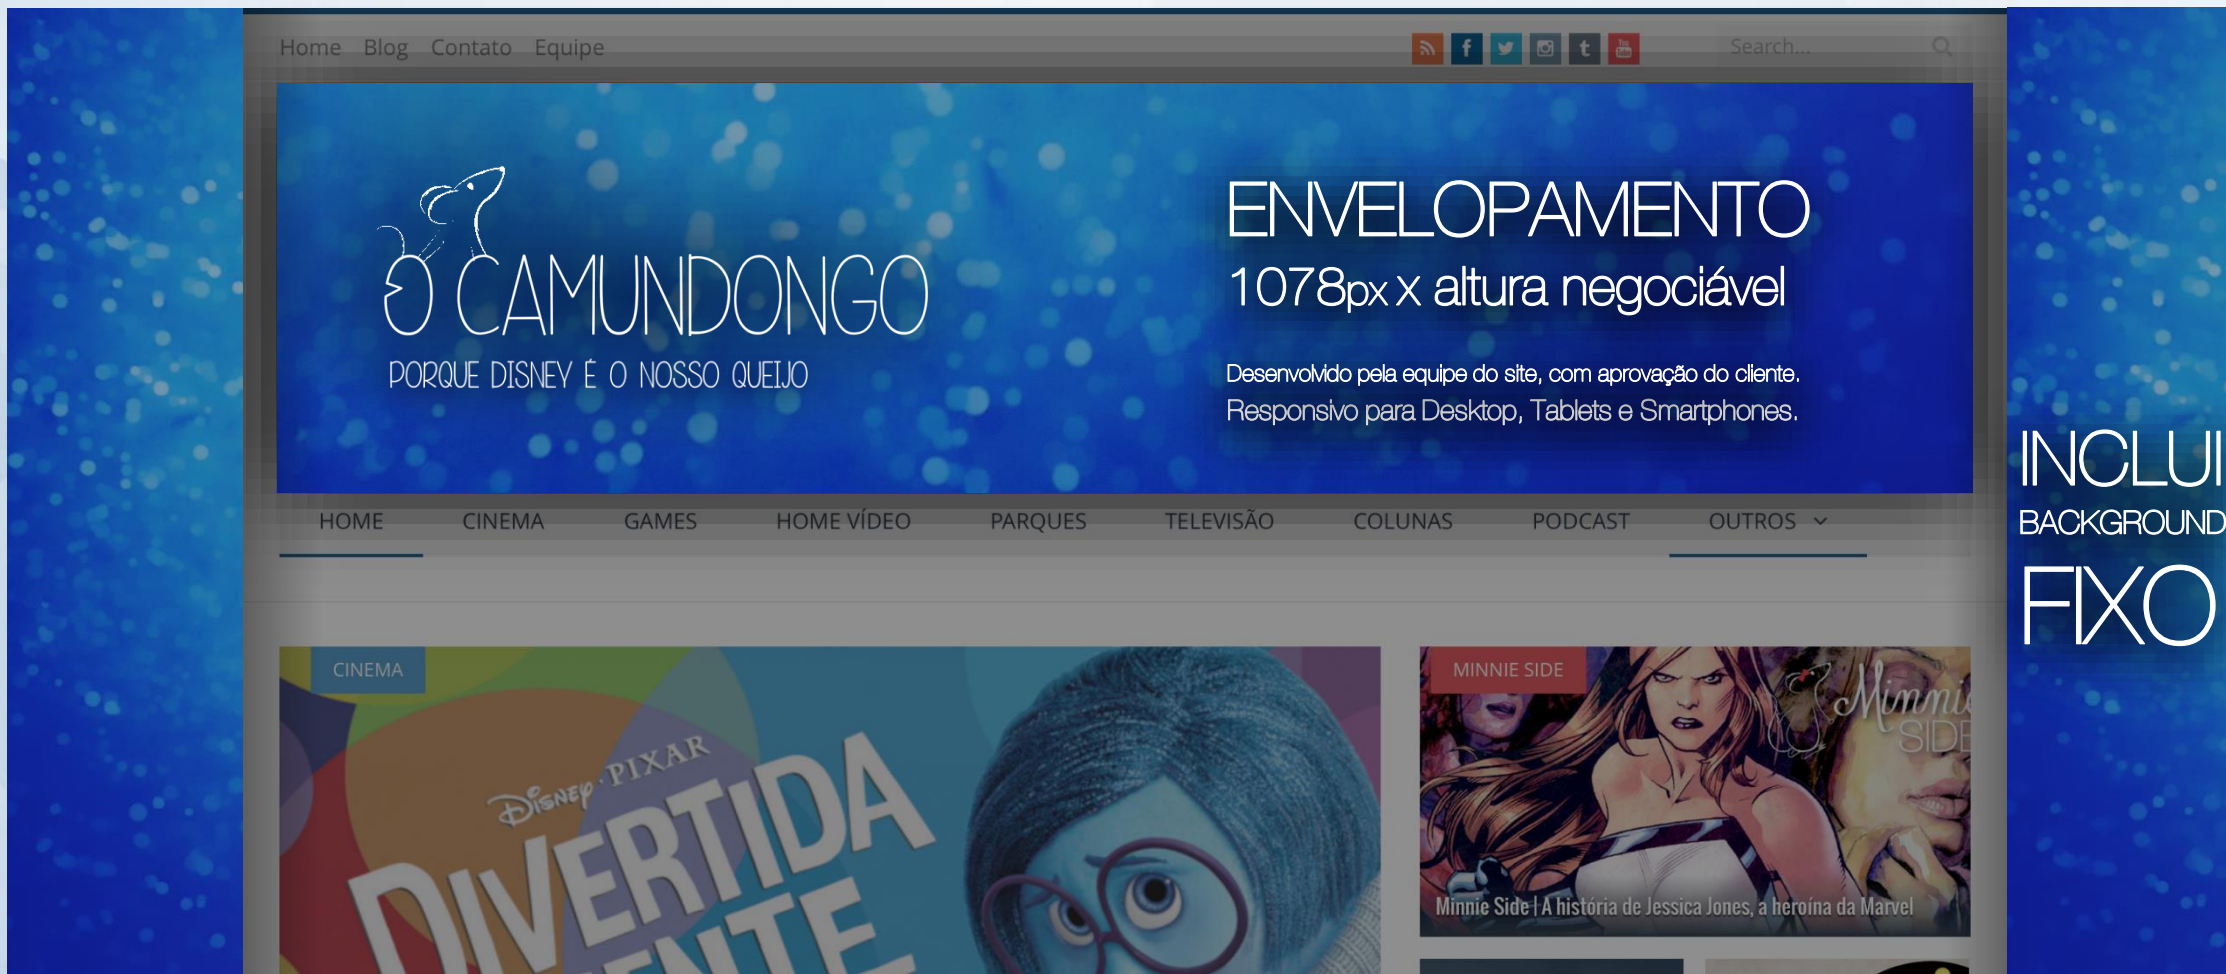 Home Blog Contato Equipe
f t You Tube Search...
O CAMUNDONGO
PORQUE DISNEY É O NOSSO QUEIJO
ENVELOPAMENTO
1078px x altura negociável
Desenvolvido pela equipe do site, com aprovação do cliente.
Responsivo para Desktop, Tablets e Smartphones.
INCLUI
BACKGROUND
FIXO
HOME CINEMA GAMES HOME VÍDEO PARQUES TELEVISÃO COLUNAS PODCAST OUTROS
CINEMA
DISNEY · PIXAR
DIVERTIDA
MENTE
MINNIE SIDE
Minnie
SIDE
Minnie Side | A história de Jessica Jones, a heroína da Marvel